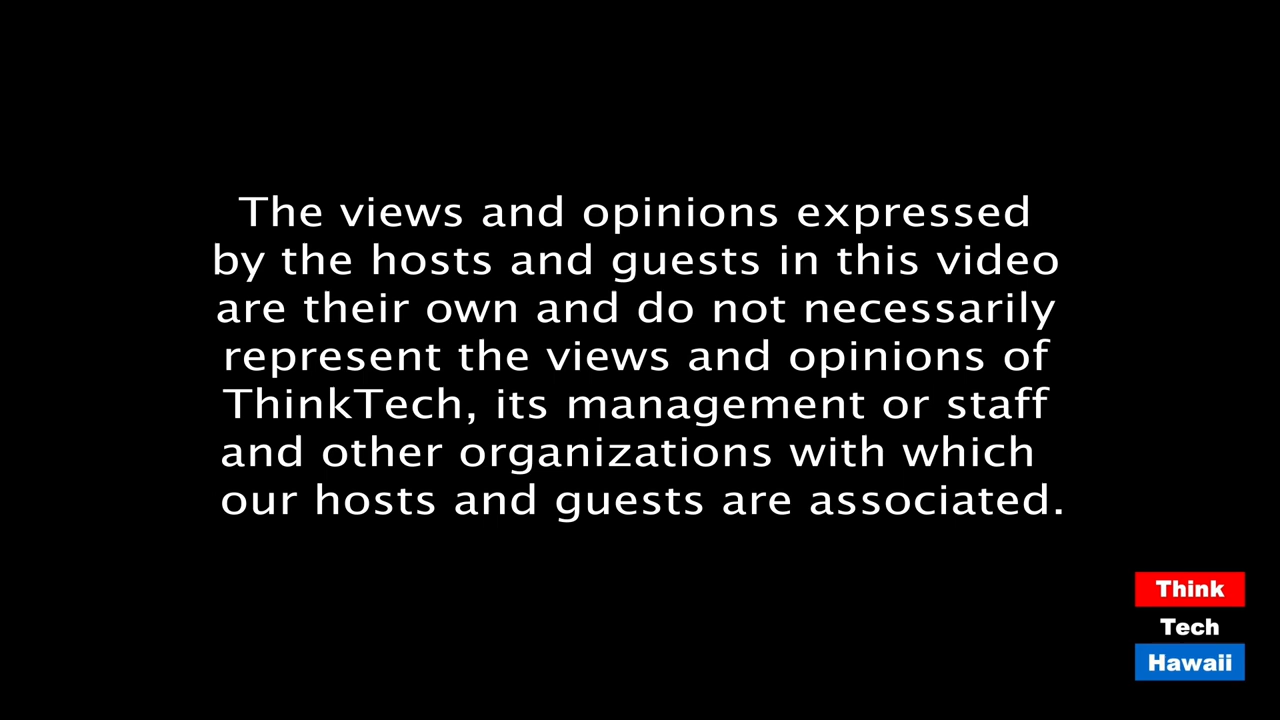 The views and opinions expressed
by the hosts and guests in this video
are their own and do not necessarily
represent the views and opinions of
ThinkTech, its management or staff
and other organizations with which
our hosts and guests are associated.
Think
Tech
Hawaii